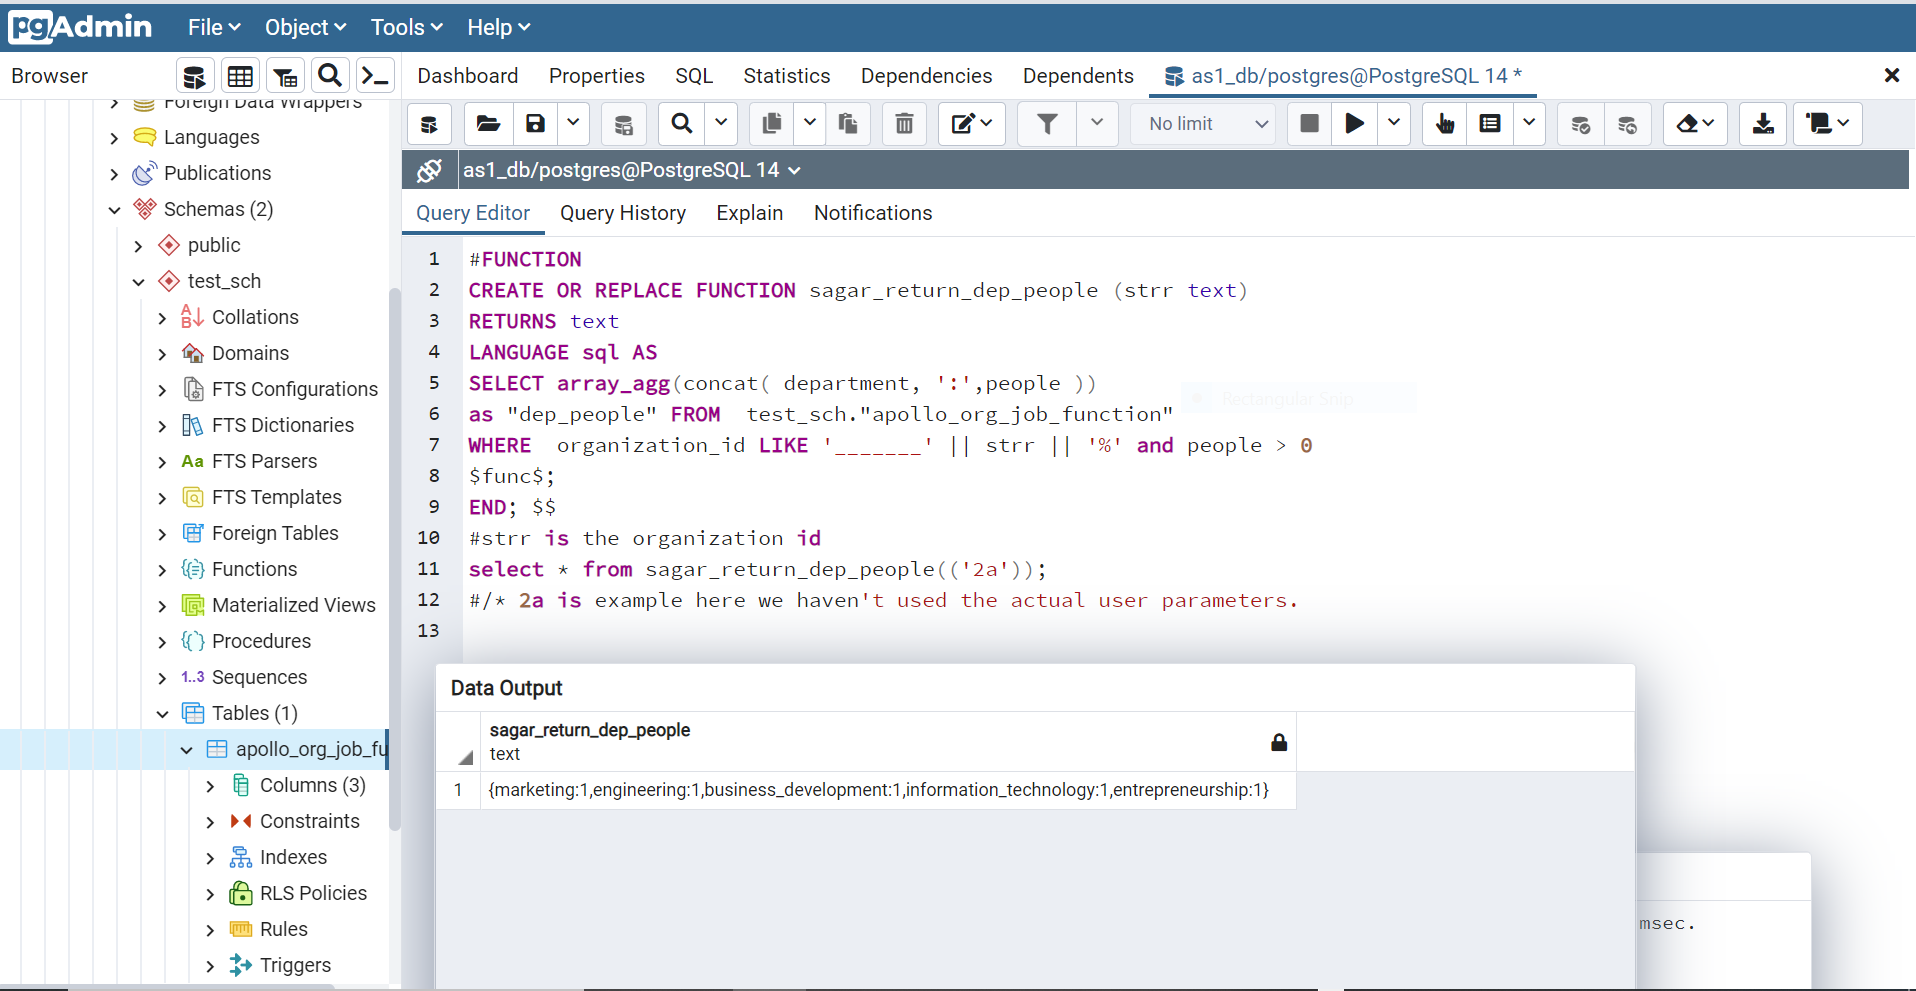 pgAdmin File Object Tools Help
Browser
Dashboard Properties SQL Statistics Dependencies Dependents as1_db/postgres@PostgreSQL 14 *
No limit
as1_db/postgres@PostgreSQL 14
Query Editor Query History Explain Notifications
Foreign Data Wrappers
Languages
Publications
Schemas (2)
public
test_sch
Collations
Domains
FTS Configurations
FTS Dictionaries
Aa FTS Parsers
FTS Templates
Foreign Tables
Functions
Materialized Views
Procedures
1..3 Sequences
Tables (1)
apollo_org_job_fu
Columns (3)
Constraints
Indexes
RLS Policies
Rules
Triggers
1 #FUNCTION
2 CREATE OR REPLACE FUNCTION sagar_return_dep_people (strr text)
3 RETURNS text
4 LANGUAGE sql AS
5 SELECT array_agg(concat( department, ':',people ))
6 as "dep_people" FROM  test_sch."apollo_org_job_function"
7 WHERE  organization_id LIKE '_______' || strr || '%' and people > 0
8 $func$;
9 END; $$
10 #strr is the organization id
11 select * from sagar_return_dep_people(('2a'));
12 #/* 2a is example here we haven't used the actual user parameters.
13
Rectangular Snip
Data Output
sagar_return_dep_people
text
1 {marketing:1,engineering:1,business_development:1,information_technology:1,entrepreneurship:1}
msec.